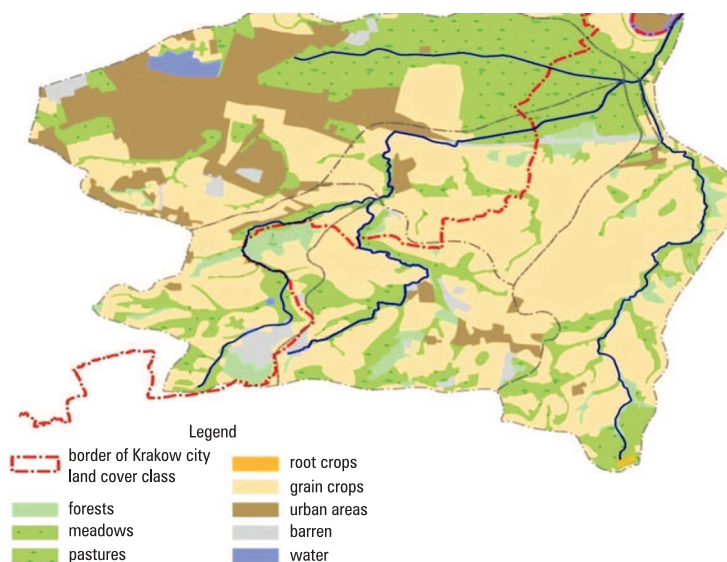 Legend
border of Krakow city
land cover class
forests
meadows
pastures
root crops
grain crops
urban areas
barren
water